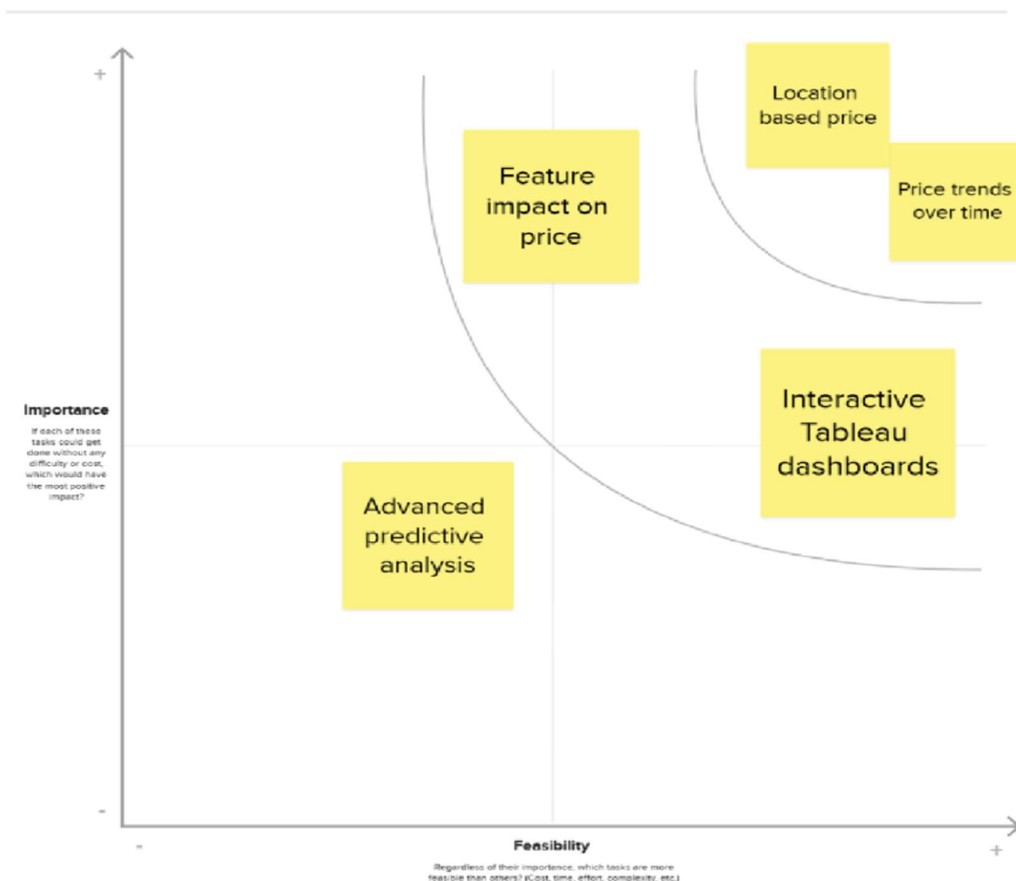 +
Location
based price
Price trends
over time
Feature
impact on
price
Interactive
Tableau
dashboards
Importance
If each of these
tasks could get
done without any
difficulty or cost,
which would have
the most positive
impact?
Advanced
predictive
analysis
-
-
Feasibility
+
Regardless of their importance, which tasks are more
feasible than others? (Cost, time, effort, complexity, etc.)